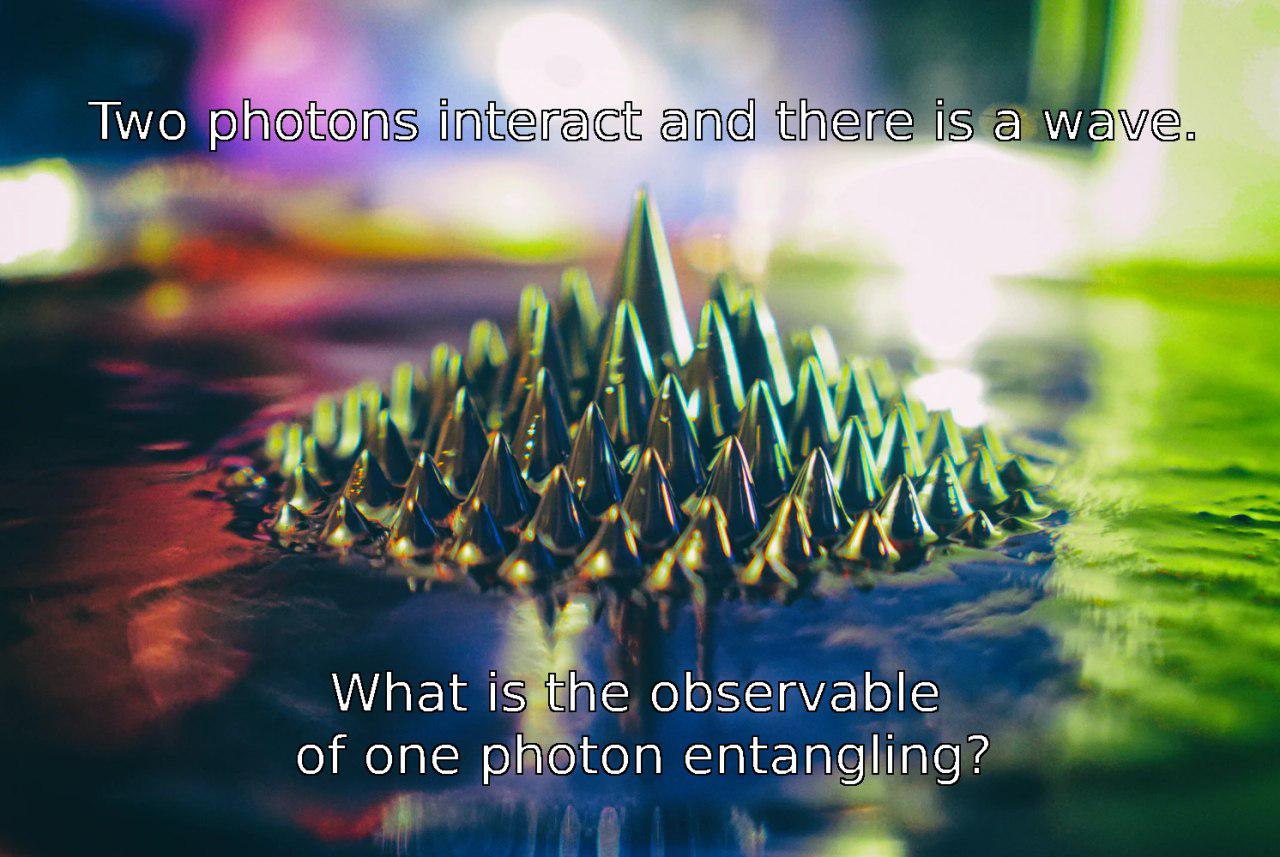 Two photons interact and there is a wave.
What is the observable
of one photon entangling?